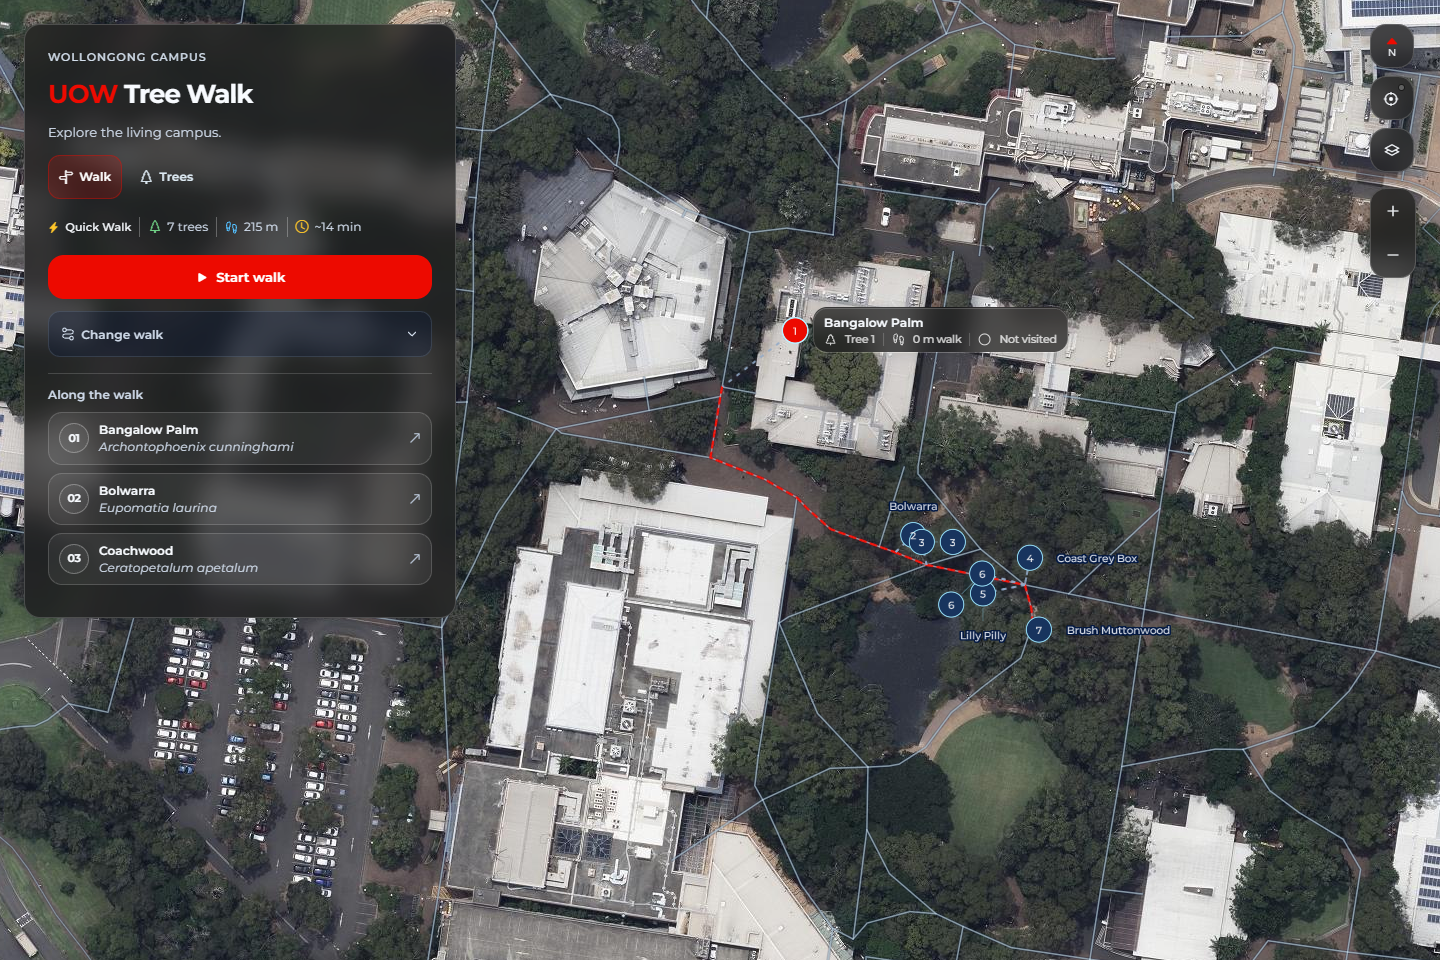 WOLLONGONG CAMPUS
UOW Tree Walk
Explore the living campus.
Walk
Trees
Quick Walk
7 trees
215 m
~14 min
Start walk
Change walk
Along the walk
01
Bangalow Palm
Archontophoenix cunninghami
02
Bolwarra
Eupomatia laurina
03
Coachwood
Ceratopetalum apetalum
N
+
−
1
Bangalow Palm
Tree 1
0 m walk
Not visited
Bolwarra
2
3
3
4
Coast Grey Box
6
5
6
7
Brush Muttonwood
Lilly Pilly